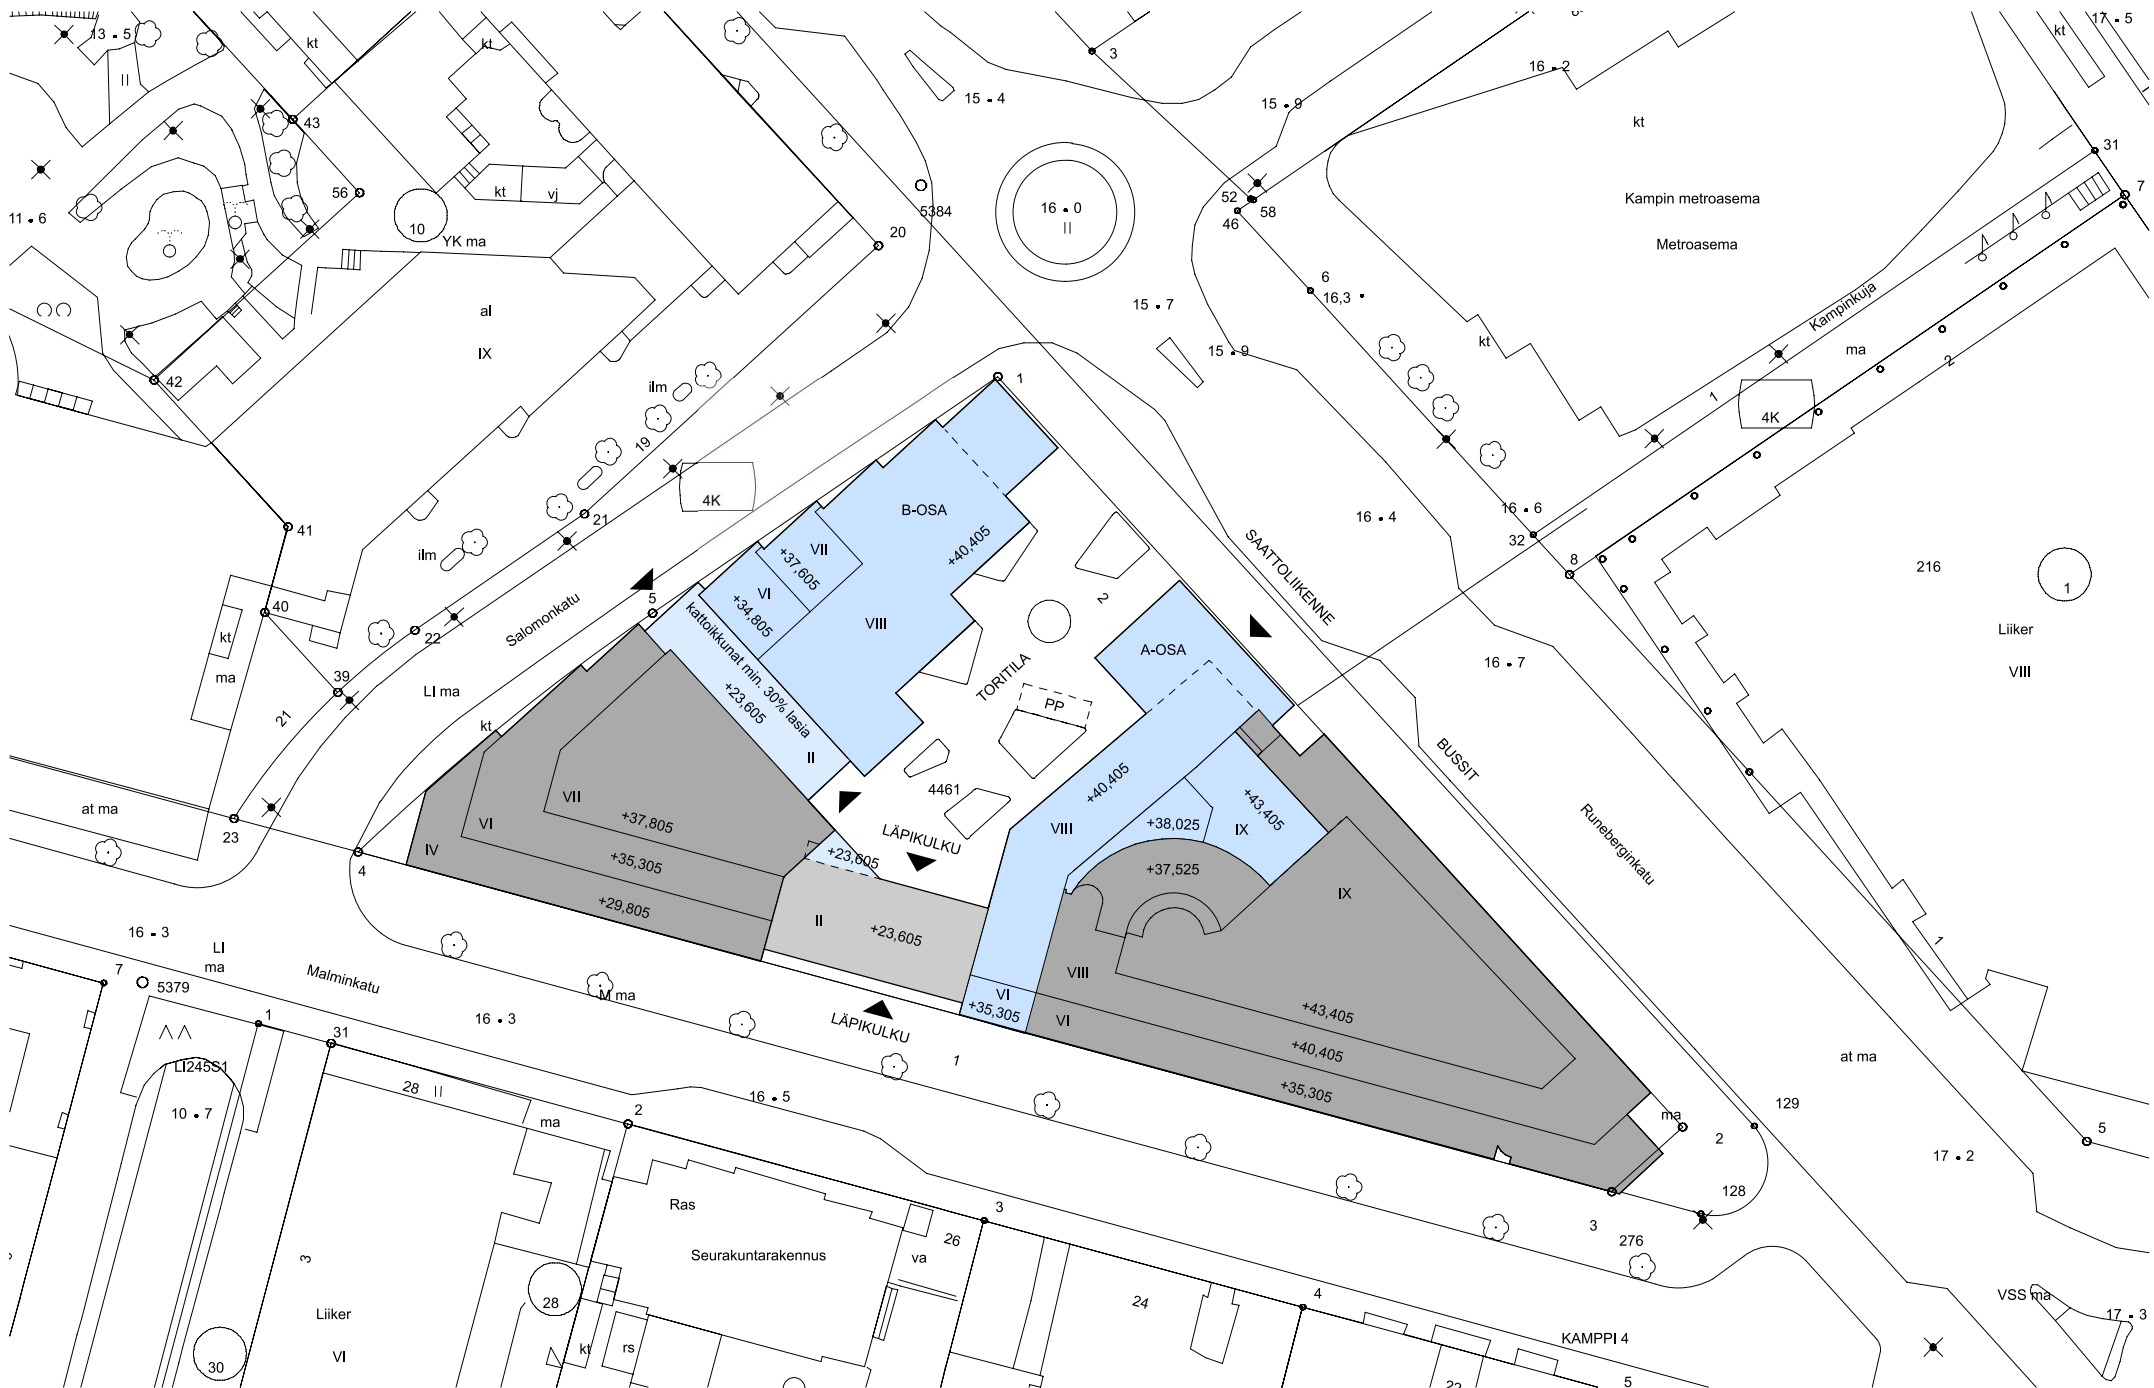 13 . 5
kt
kt
3
6-
16 . 2
17 . 5
kt
II
43
15 . 4
15 . 9
kt
31
56
kt
vj
52
58
46
Kampin metroasema
7
11 . 6
10
YK ma
5384
16 . 0
II
20
Metroasema
6
16,3 .
al
15 . 7
Kampinkuja
IX
15 . 9
kt
ma
2
42
ilm
1
1
4K
19
4K
B-OSA
16 . 4
16 . 6
21
41
32
ilm
VII
+37,605
+40,405
SAATTOLIIKENNE
8
216
1
VI
+34,805
5
2
40
Salomonkatu
22
kt
VIII
kattoikkunat min. 30% lasia
+23,605
A-OSA
16 . 7
Liiker
VIII
ma
39
LI ma
TORITILA
PP
21
kt
II
BUSSIT
4461
+40,405
+43,405
at ma
23
VII
+37,805
VI
LÄPIKULKU
VIII
+38,025
IX
Runeberginkatu
IV
+35,305
+23,605
+37,525
4
IX
+29,805
II
+23,605
16 . 3
LI
ma
Malminkatu
7
5379
M ma
VIII
1
VI
+35,305
+43,405
16 . 3
LÄPIKULKU
VI
1
31
+40,405
at ma
LI245S1
1
+35,305
28
II
16 . 5
10 . 7
2
ma
129
ma
2
5
17 . 2
Ras
3
128
3
276
26
Seurakuntarakennus
va
3
28
24
4
VSS ma
17 . 3
Liiker
VI
KAMPPI 4
kt
rs
30
5
22